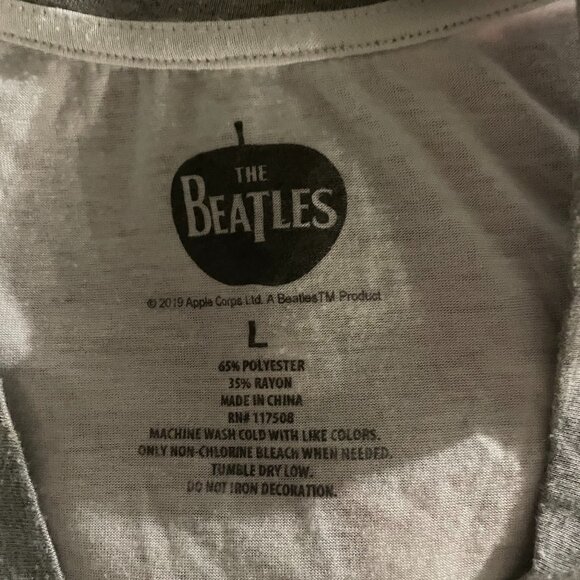 THE
BEATLES
© 2019 Apple Corps Ltd. A Beatles™ Product
L
65% POLYESTER
35% RAYON
MADE IN CHINA
RN# 117508
MACHINE WASH COLD WITH LIKE COLORS.
ONLY NON-CHLORINE BLEACH WHEN NEEDED.
TUMBLE DRY LOW.
DO NOT IRON DECORATION.